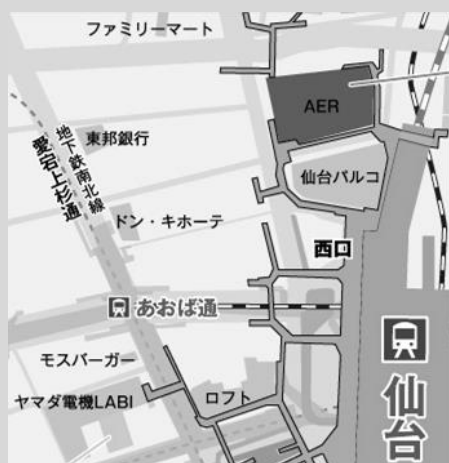 ファミリーマート
AER
東邦銀行
地下鉄南北線
愛宕上杉通
仙台パルコ
ドン・キホーテ
西口
あおば通
モスバーガー
ヤマダ電機LABI
ロフト
仙台